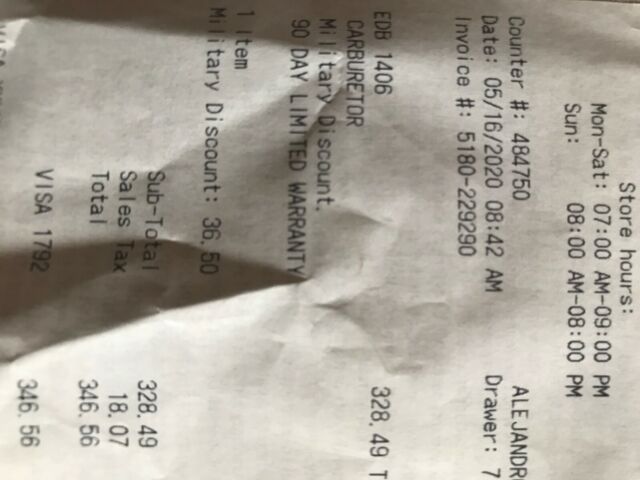 Store hours:
Mon-Sat: 07:00 AM-09:00 PM
Sun: 08:00 AM-08:00 PM
Counter #: 484750 ALEJANDR
Date: 05/16/2020 08:42 AM Drawer: 7
Invoice #: 5180-229290
EDB 1406 328.49 T
CARBURETOR
Military Discount.
90 DAY LIMITED WARRANTY
1 Item
Military Discount: 36.50
Sub-Total 328.49
Sales Tax 18.07
Total 346.56
VISA 1792 346.56